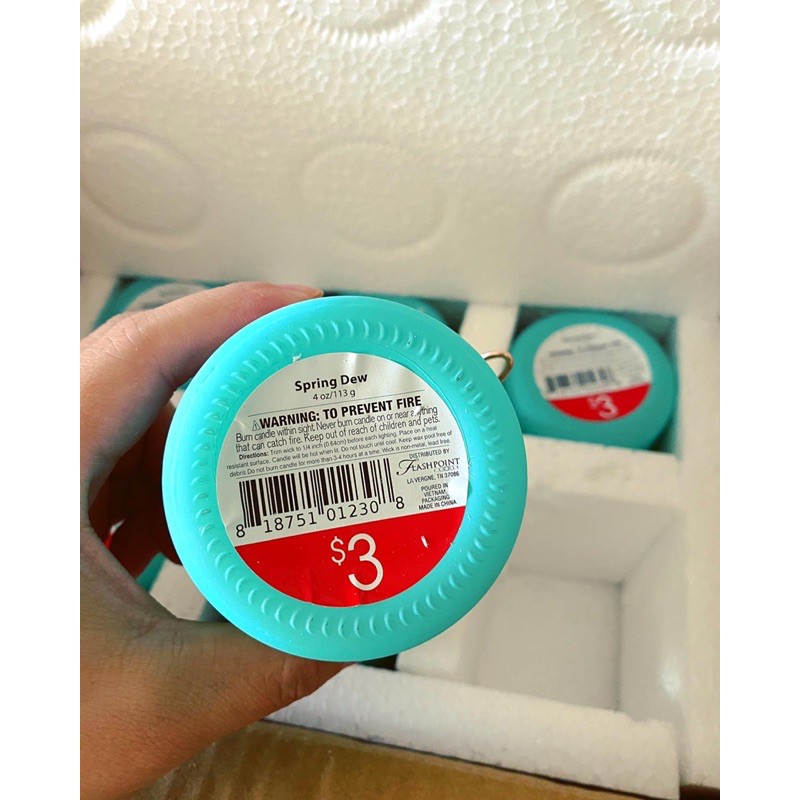 Spring Dew
4 oz/113 g
⚠WARNING: TO PREVENT FIRE
Burn candle within sight. Never burn candle on or near anything
that can catch fire. Keep out of reach of children and pets.
Directions: Trim wick to 1/4 inch (0.64cm) before each lighting. Place on a heat
resistant surface. Candle will be hot when lit. Do not touch until cool. Keep wax pool free of
debris. Do not burn candle for more than 3-4 hours at a time. Wick is non-metal, lead free.
DISTRIBUTED BY
FLASHPOINT
CANDLE
LA VERGNE, TN 37086
POURED IN
VIETNAM,
PACKAGING
MADE IN CHINA
8 18751 01230 8
$3
$3